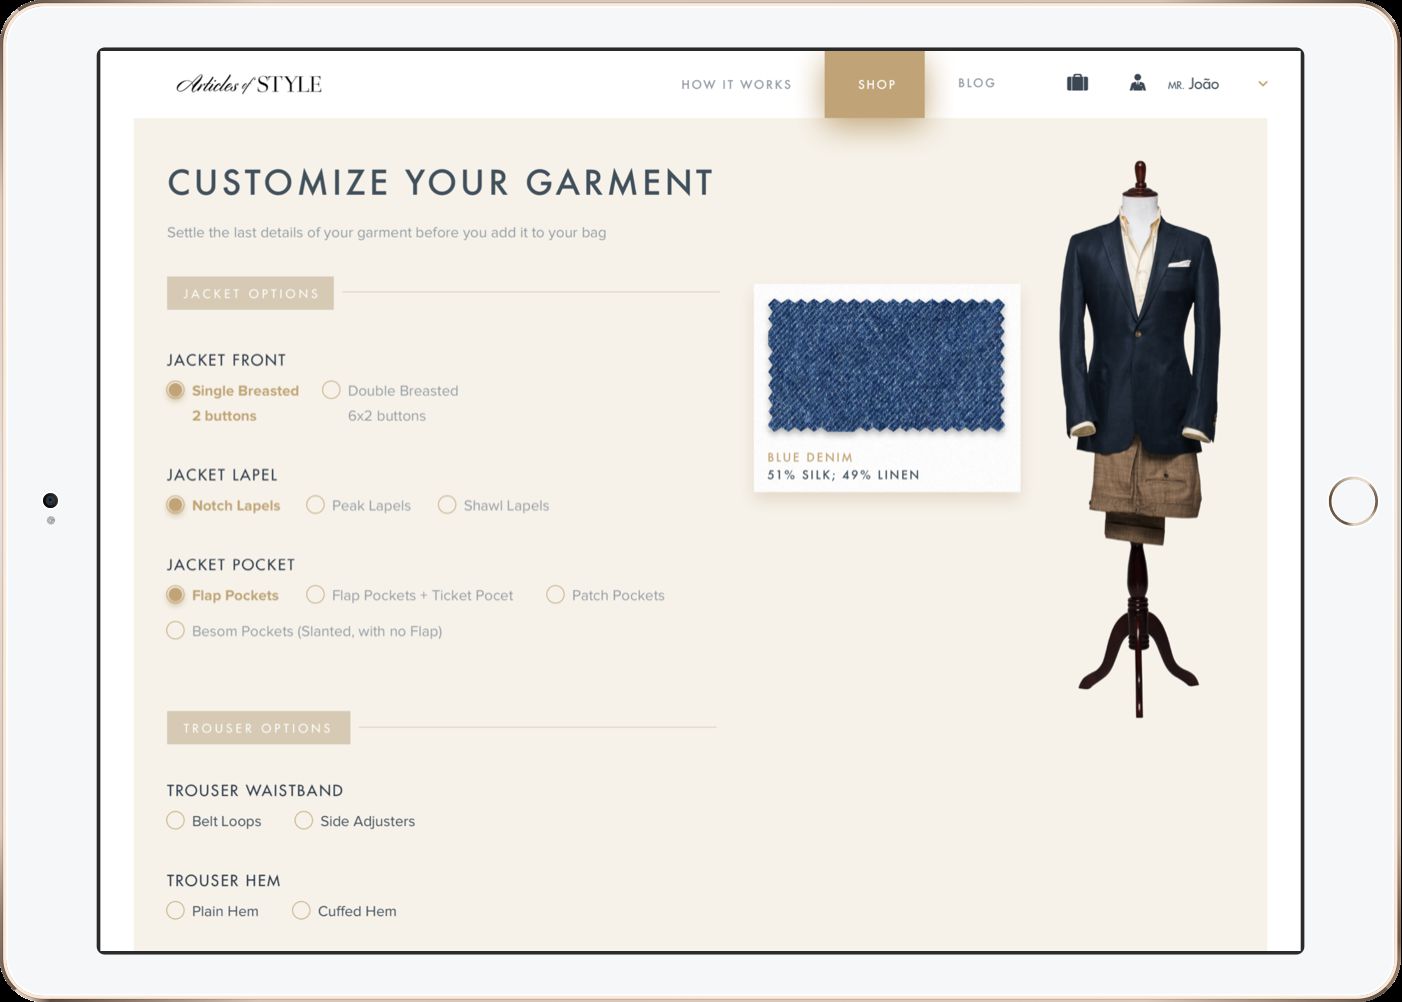 Articles of STYLE
HOW IT WORKS
SHOP
BLOG
MR. João
CUSTOMIZE YOUR GARMENT
Settle the last details of your garment before you add it to your bag
JACKET OPTIONS
JACKET FRONT
Single Breasted
2 buttons
Double Breasted
6x2 buttons
JACKET LAPEL
Notch Lapels
Peak Lapels
Shawl Lapels
JACKET POCKET
Flap Pockets
Flap Pockets + Ticket Pocet
Patch Pockets
Besom Pockets (Slanted, with no Flap)
BLUE DENIM
51% SILK; 49% LINEN
TROUSER OPTIONS
TROUSER WAISTBAND
Belt Loops
Side Adjusters
TROUSER HEM
Plain Hem
Cuffed Hem